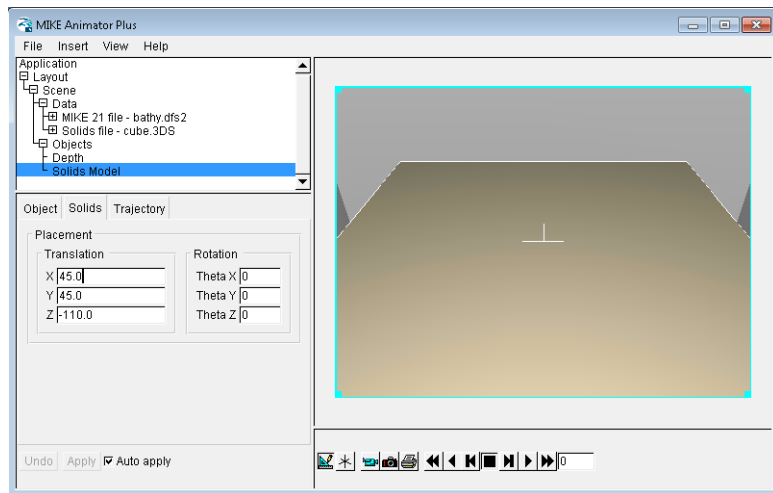 MIKE Animator Plus
File Insert View Help
Application
Layout
Scene
Data
MIKE 21 file - bathy.dfs2
Solids file - cube.3DS
Objects
Depth
Solids Model
Object Solids Trajectory
Placement
Translation Rotation
X 45.0 Theta X 0
Y 45.0 Theta Y 0
Z -110.0 Theta Z 0
Undo Apply Auto apply 0